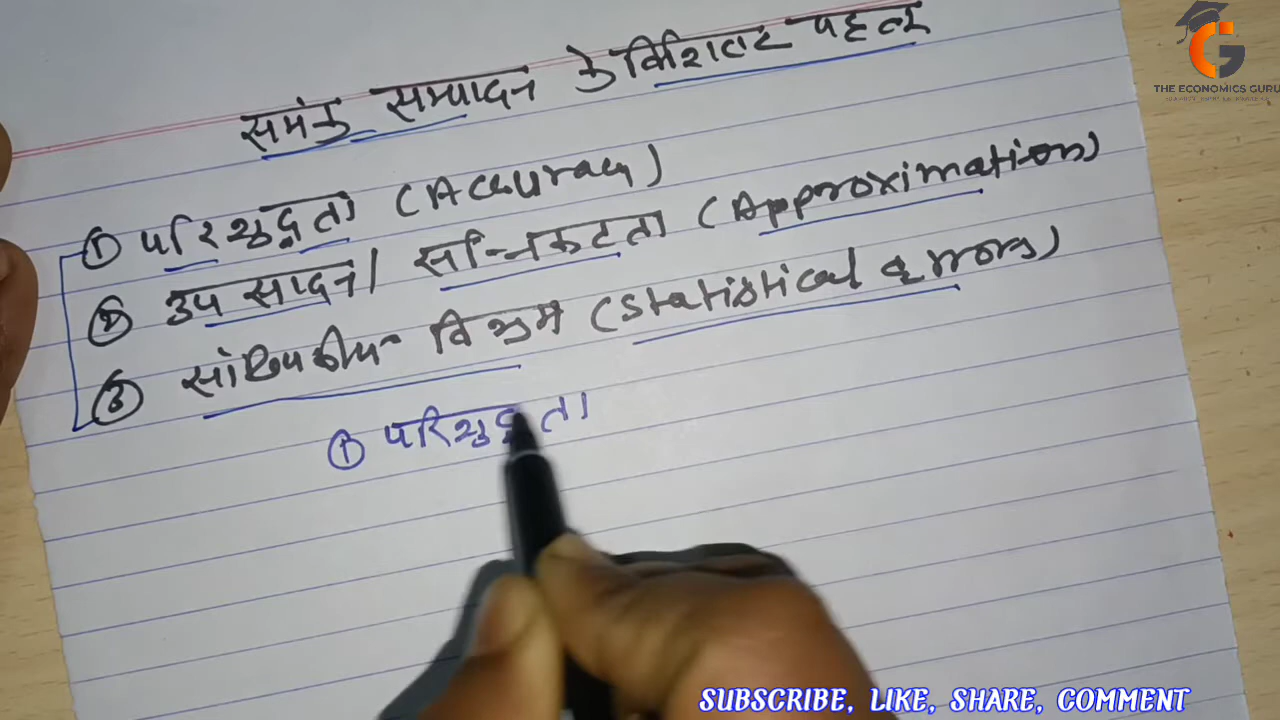 समंक सम्पादन के विशिष्ट पहलू
① परिशुद्धता (Accuracy)
② उप सादन / सन्निकटता (Approximation)
③ सांख्यिकीय विभ्रम (Statistical errors)
① परिशुद्धता
THE ECONOMICS GURU
SUBSCRIBE, LIKE, SHARE, COMMENT